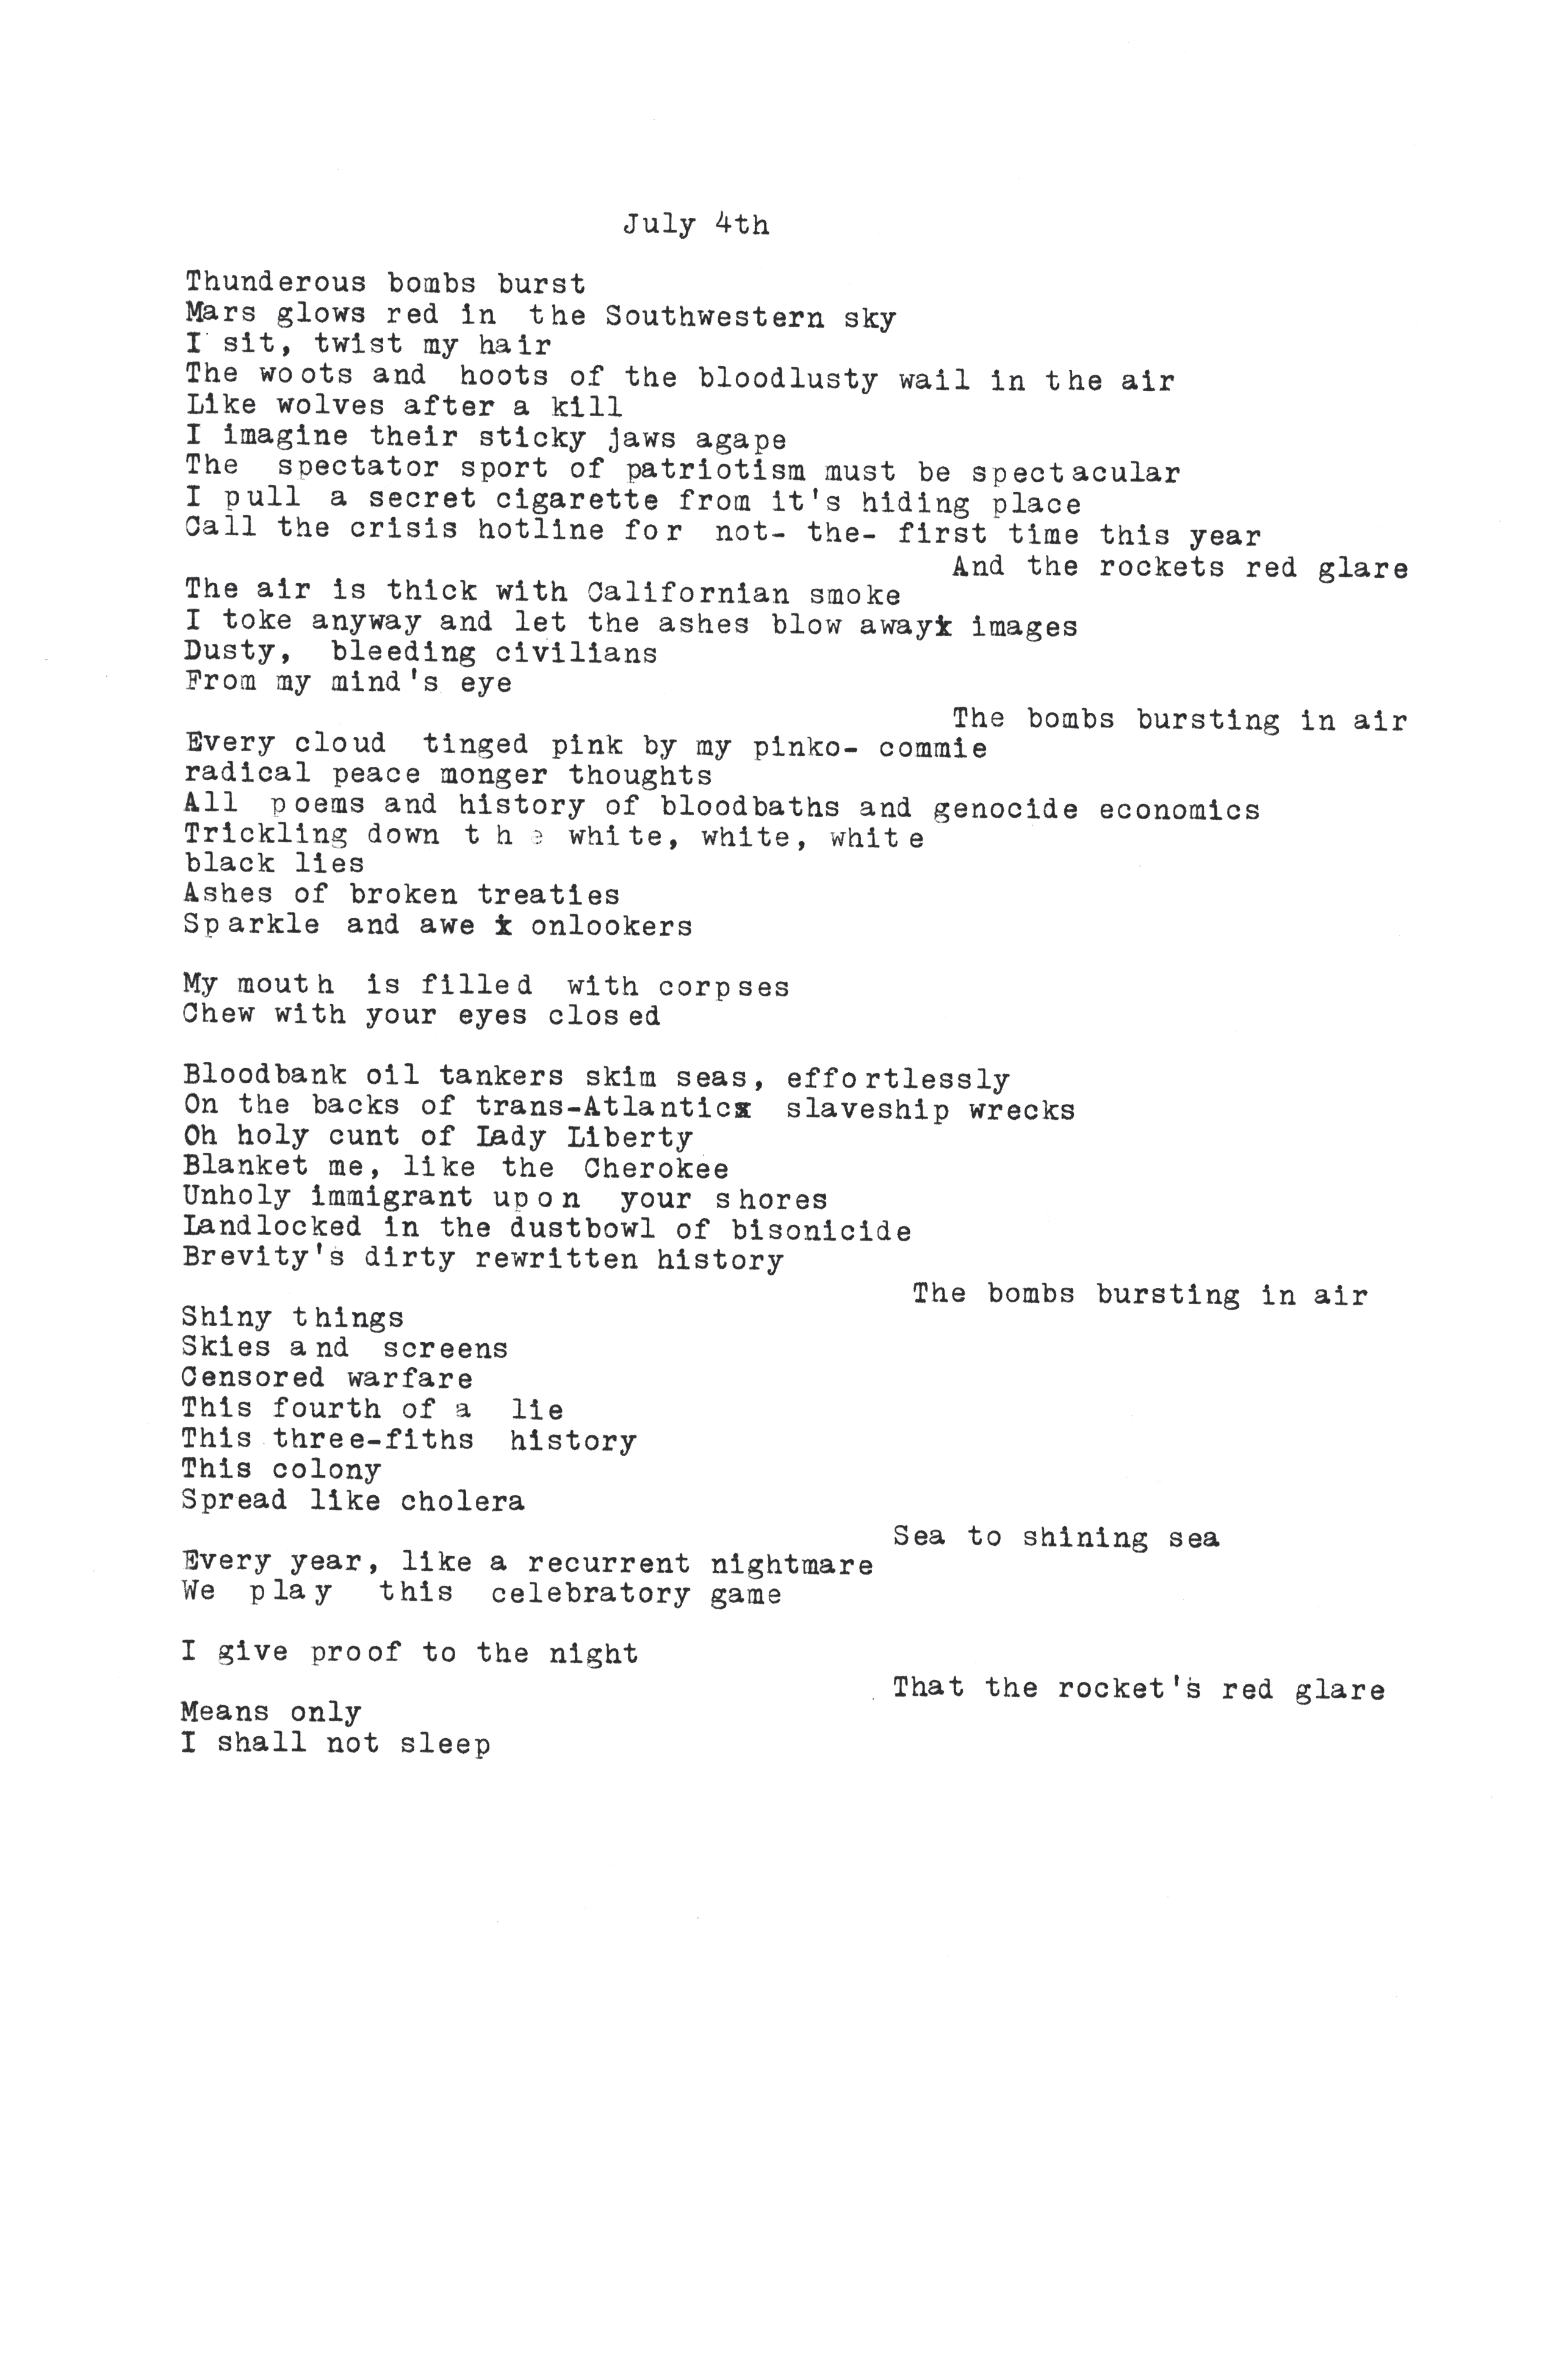 July 4th
Thunderous bombs burst
Mars glows red in the Southwestern sky
I sit, twist my hair
The woots and hoots of the bloodlusty wail in the air
Like wolves after a kill
I imagine their sticky jaws agape
The spectator sport of patriotism must be spectacular
I pull a secret cigarette from it's hiding place
Call the crisis hotline for not- the- first time this year
And the rockets red glare
The air is thick with Californian smoke
I toke anyway and let the ashes blow away images
Dusty, bleeding civilians
From my mind's eye
The bombs bursting in air
Every cloud tinged pink by my pinko- commie
radical peace monger thoughts
All poems and history of bloodbaths and genocide economics
Trickling down the white, white, white
black lies
Ashes of broken treaties
Sparkle and awe onlookers
My mouth is filled with corpses
Chew with your eyes closed
Bloodbank oil tankers skim seas, effortlessly
On the backs of trans-Atlantic slaveship wrecks
Oh holy cunt of Lady Liberty
Blanket me, like the Cherokee
Unholy immigrant upon your shores
Landlocked in the dustbowl of bisonicide
Brevity's dirty rewritten history
The bombs bursting in air
Shiny things
Skies and screens
Censored warfare
This fourth of a lie
This three-fiths history
This colony
Spread like cholera
Sea to shining sea
Every year, like a recurrent nightmare
We play this celebratory game
I give proof to the night
That the rocket's red glare
Means only
I shall not sleep